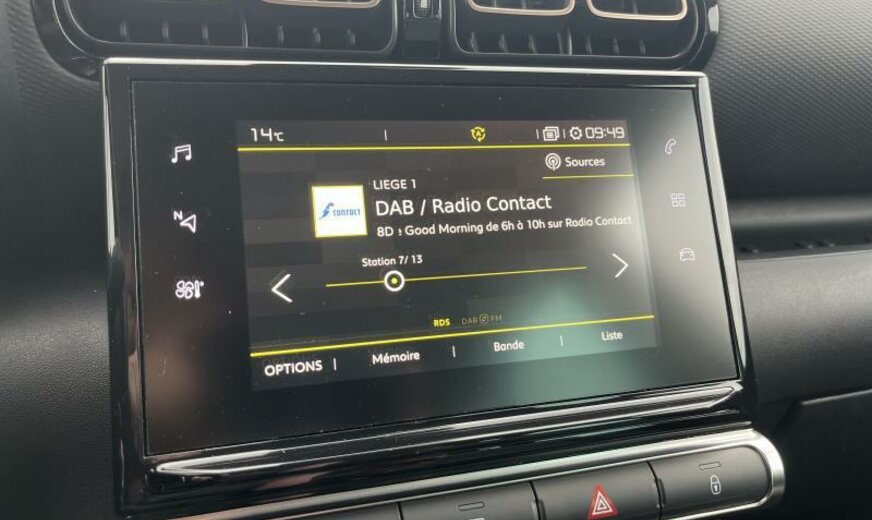 14°C
09:49
Sources
LIEGE 1
CONTACT
DAB / Radio Contact
8D : Good Morning de 6h à 10h sur Radio Contact
Station 7/ 13
N
RDS DAB FM
OPTIONS | Mémoire | Bande | Liste